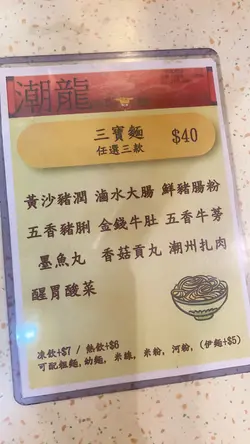 潮龍
三寶麵 $40
任選三款
黃沙豬潤 滷水大腸 鮮豬腸粉
五香豬脷 金錢牛肚 五香牛蒡
墨魚丸 香菇貢丸 潮州扎肉
醒胃酸菜
凍飲+$7 / 熱飲+$6
可配粗麵,幼麵, 米線, 米粉, 河粉, (伊麵+$5)